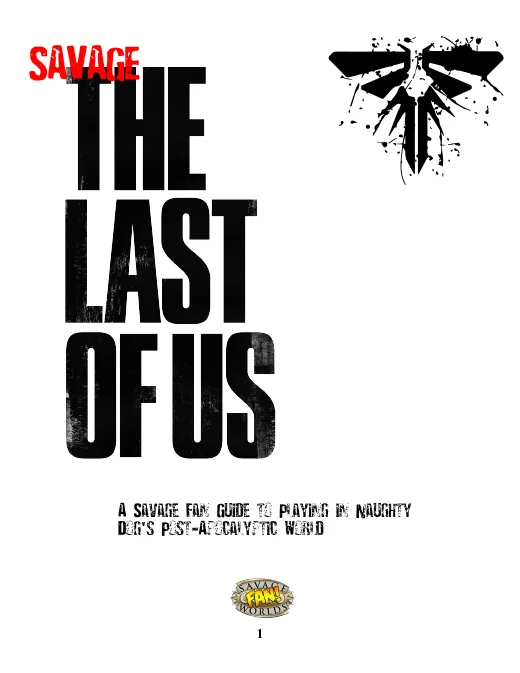 SAVAGE
THE
LAST
OF US
A SAVAGE FAN GUIDE TO PLAYING IN NAUGHTY
DOG'S POST-APOCALYPTIC WORLD
SAVAGE
FAN!
WORLDS
1